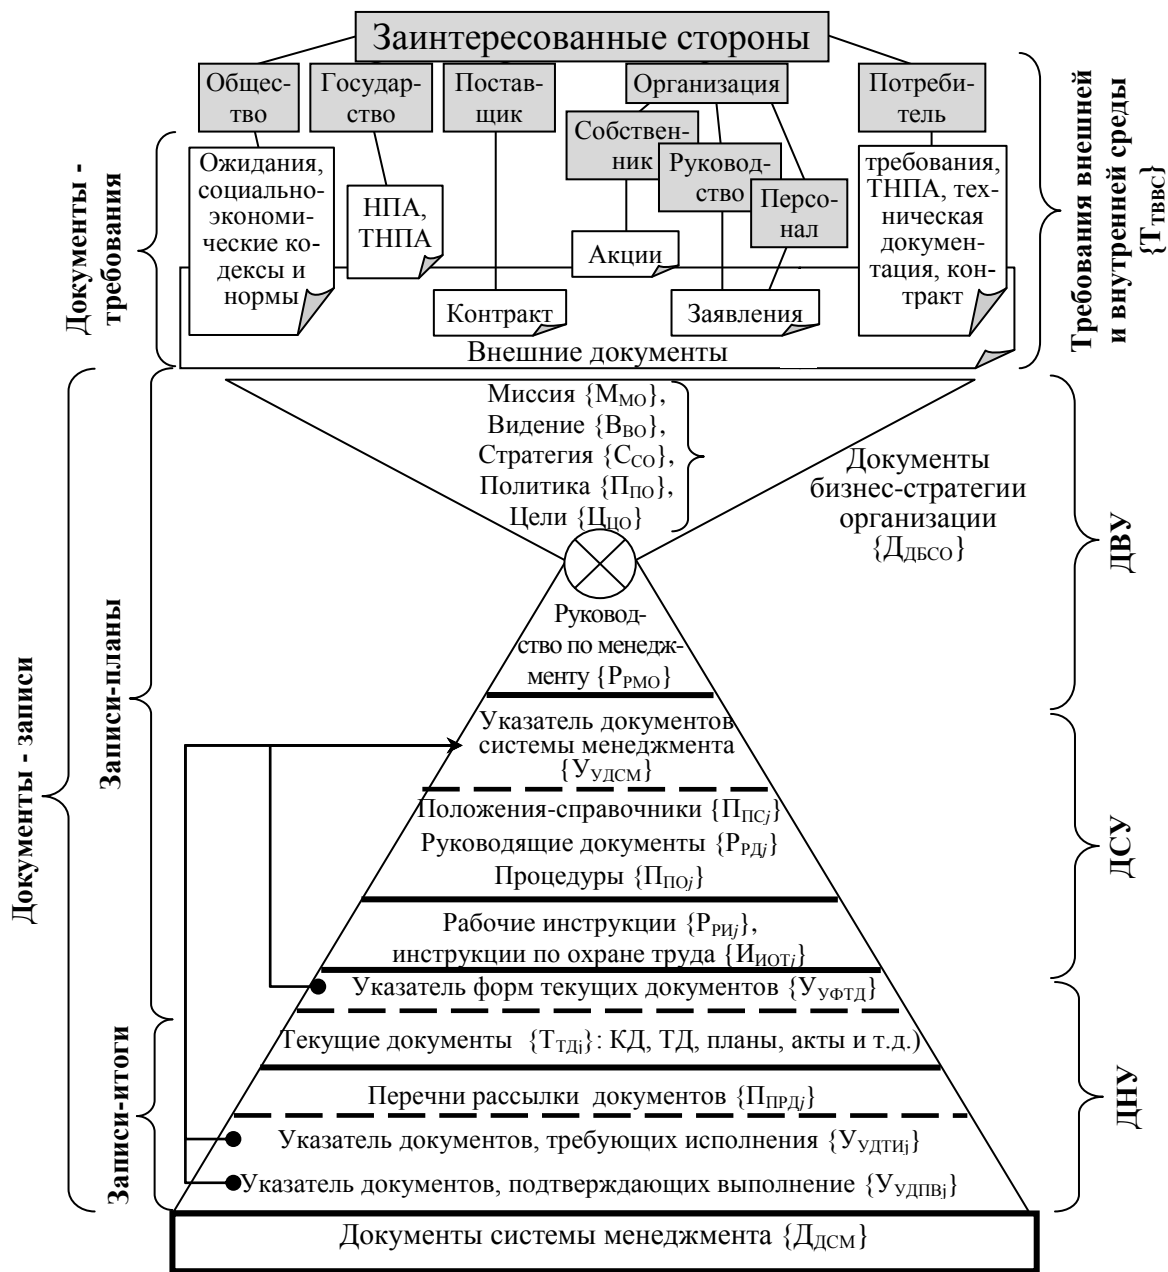 Заинтересованные стороны
Общес-
тво
Государ-
ство
Постав-
щик
Организация
Потреби-
тель
Собствен-
ник
Руковод-
ство
Персо-
нал
Ожидания,
социально-
экономи-
ческие ко-
дексы и
нормы
НПА,
ТНПА
Контракт
Акции
Заявления
требования,
ТНПА, тех-
ническая
докумен-
тация, кон-
тракт
Внешние документы
Документы -
требования
Требования внешней
и внутренней среды
{Т_ТВВС}
Миссия {М_МО},
Видение {В_ВО},
Стратегия {С_СО},
Политика {П_ПО},
Цели {Ц_ЦО}
Документы
бизнес-стратегии
организации
{Д_ДБСО}
ДВУ
Руковод-
ство по менедж-
менту {Р_РМО}
Указатель документов
системы менеджмента
{У_УДСМ}
Положения-справочники {П_ПСj}
Руководящие документы {Р_РДj}
Процедуры {П_ПОj}
Рабочие инструкции {Р_РИj},
инструкции по охране труда {И_ИОТj}
ДСУ
Указатель форм текущих документов {У_УФТД}
Текущие документы {Т_ТДj}: КД, ТД, планы, акты и т.д.)
Перечни рассылки документов {П_ПРДj}
Указатель документов, требующих исполнения {У_УДТИj}
Указатель документов, подтверждающих выполнение {У_УДПВj}
ДНУ
Документы - записи
Записи-планы
Записи-итоги
Документы системы менеджмента {Д_ДСМ}